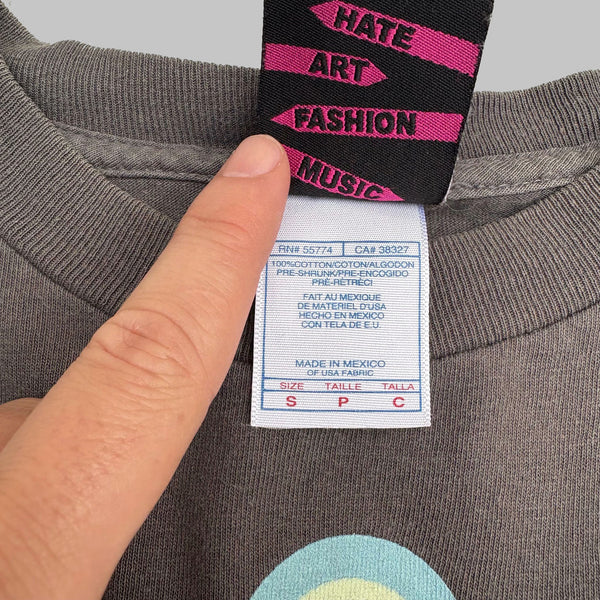 HATE
ART
FASHION
MUSIC
RN# 55774 CA# 38327
100%COTTON/COTON/ALGODON
PRE-SHRUNK/PRE-ENCOGIDO
PRÉ-RÉTRÉCI
FAIT AU MEXIQUE
DE MATERIEL D'USA
HECHO EN MEXICO
CON TELA DE E.U.
MADE IN MEXICO
OF USA FABRIC
SIZE TAILLE TALLA
S P C